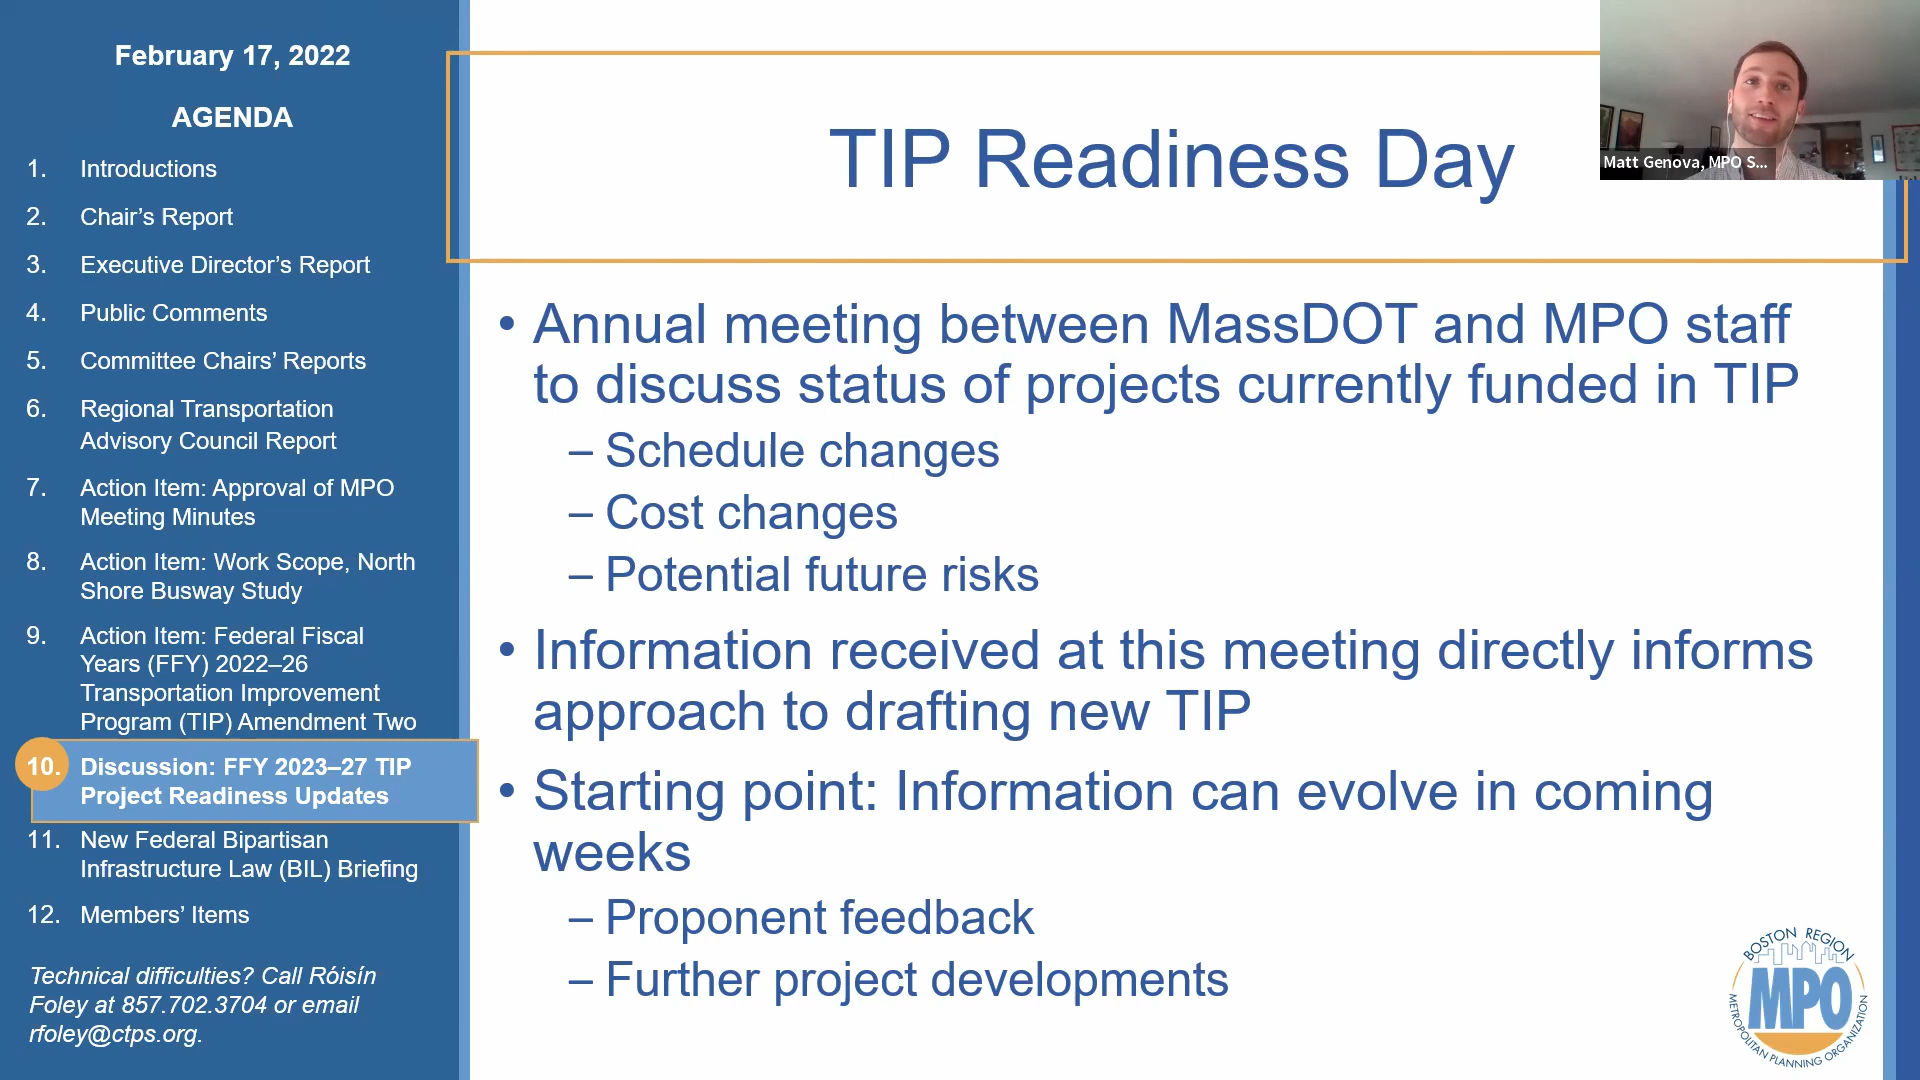 February 17, 2022
AGENDA
1. Introductions
2. Chair's Report
3. Executive Director's Report
4. Public Comments
5. Committee Chairs' Reports
6. Regional Transportation
Advisory Council Report
7. Action Item: Approval of MPO
Meeting Minutes
8. Action Item: Work Scope, North
Shore Busway Study
9. Action Item: Federal Fiscal
Years (FFY) 2022–26
Transportation Improvement
Program (TIP) Amendment Two
10. Discussion: FFY 2023–27 TIP
Project Readiness Updates
11. New Federal Bipartisan
Infrastructure Law (BIL) Briefing
12. Members' Items
Technical difficulties? Call Róisín
Foley at 857.702.3704 or email
rfoley@ctps.org.
TIP Readiness Day
Matt Genova, MPO S...
• Annual meeting between MassDOT and MPO staff
to discuss status of projects currently funded in TIP
– Schedule changes
– Cost changes
– Potential future risks
• Information received at this meeting directly informs
approach to drafting new TIP
• Starting point: Information can evolve in coming
weeks
– Proponent feedback
– Further project developments
BOSTON REGION
MPO
METROPOLITAN PLANNING ORGANIZATION